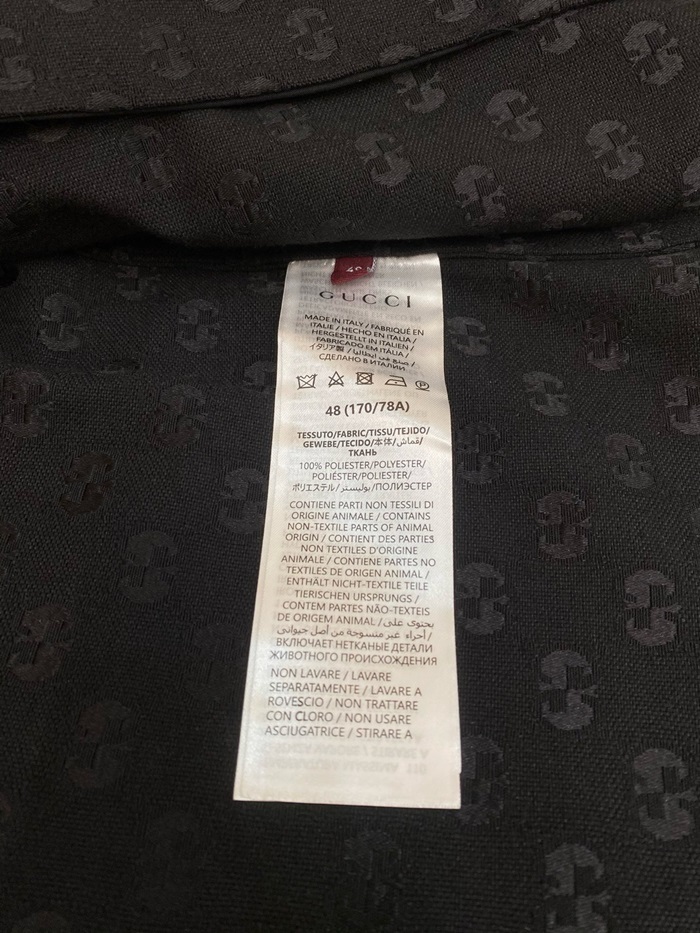 48
GUCCI
MADE IN ITALY / FABRIQUÉ EN
ITALIE / HECHO EN ITALIA /
HERGESTELLT IN ITALIEN /
FABRICADO EM ITÁLIA /
イタリア製 / صنع في إيطاليا /
СДЕЛАНО В ИТАЛИИ
P
48 (170/78A)
TESSUTO/FABRIC/TISSU/TEJIDO/
GEWEBE/TECIDO/本体/قماش/
ТКАНЬ
100% POLIESTER/POLYESTER/
POLIÉSTER/POLIESTER/
ポリエステル/بوليستر/ПОЛИЭСТЕР
CONTIENE PARTI NON TESSILI DI
ORIGINE ANIMALE / CONTAINS
NON-TEXTILE PARTS OF ANIMAL
ORIGIN / CONTIENT DES PARTIES
NON TEXTILES D'ORIGINE
ANIMALE / CONTIENE PARTES NO
TEXTILES DE ORIGEN ANIMAL /
ENTHÄLT NICHT-TEXTILE TEILE
TIERISCHEN URSPRUNGS /
CONTEM PARTES NÃO-TEXTEIS
DE ORIGEM ANIMAL / يحتوى على
أجزاء غير منسوجة من أصل حيوانى /
ВКЛЮЧАЕТ НЕТКАНЫЕ ДЕТАЛИ
ЖИВОТНОГО ПРОИСХОЖДЕНИЯ
NON LAVARE / LAVARE
SEPARATAMENTE / LAVARE A
ROVESCIO / NON TRATTARE
CON CLORO / NON USARE
ASCIUGATRICE / STIRARE A